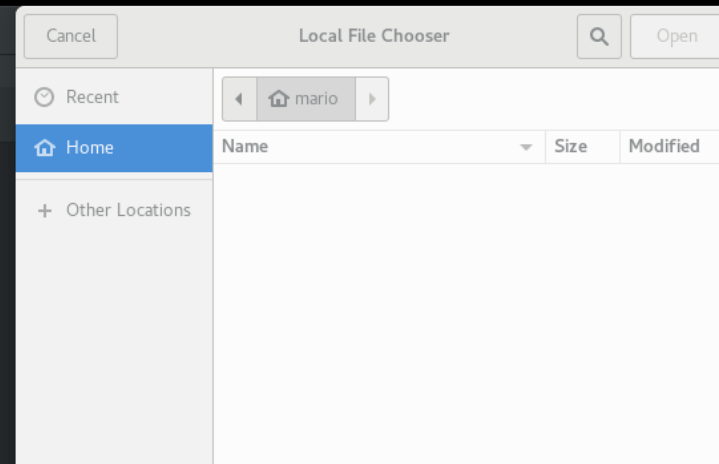 Cancel Local File Chooser Open
Recent
Home
Other Locations
mario
Name Size Modified